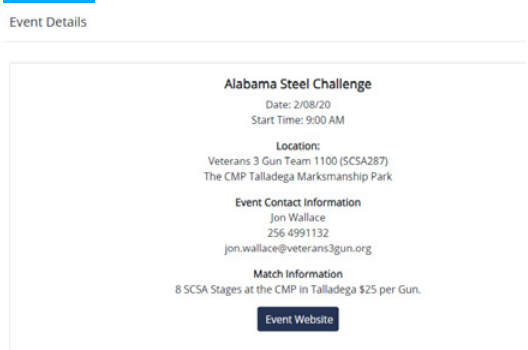 Event Details
Alabama Steel Challenge
Date: 2/08/20
Start Time: 9:00 AM
Location:
Veterans 3 Gun Team 1100 (SCSA287)
The CMP Talladega Marksmanship Park
Event Contact Information
Jon Wallace
256 4991132
jon.wallace@veterans3gun.org
Match Information
8 SCSA Stages at the CMP in Talladega $25 per Gun.
Event Website